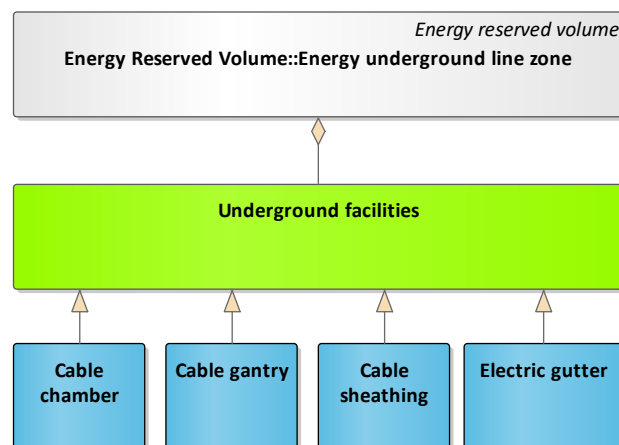 Energy reserved volume
Energy Reserved Volume::Energy underground line zone
Underground facilities
Cable
chamber
Cable gantry
Cable
sheathing
Electric gutter